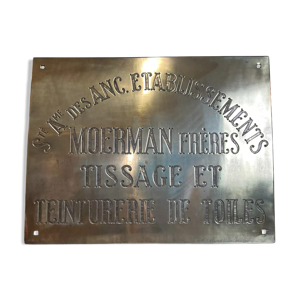 Sté Ame DES ANC. ETABLISSEMENTS
MOERMAN FRÈRES
TISSAGE ET
TEINTURERIE DE TOILES